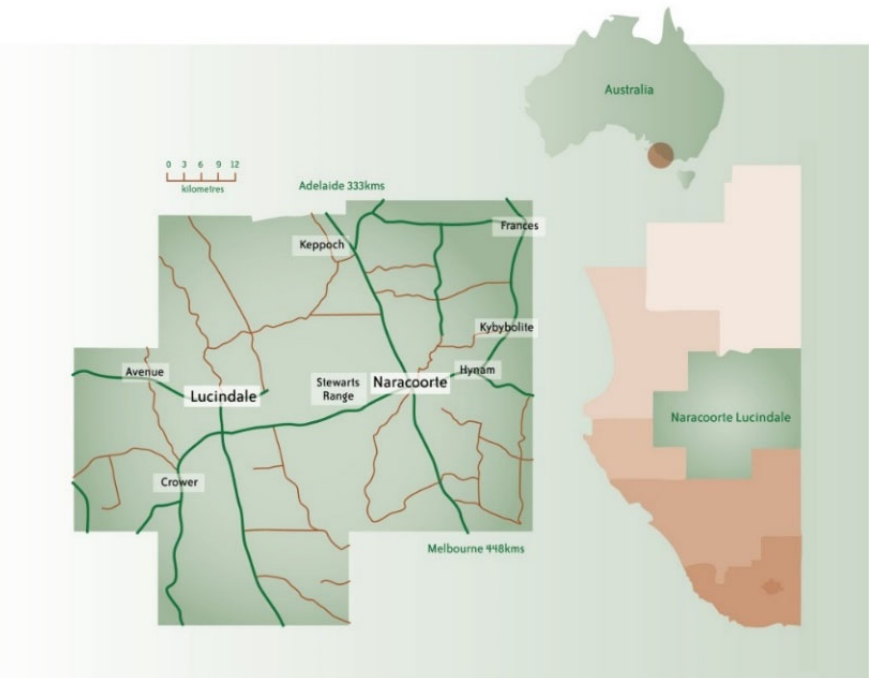 Australia
0 3 6 9 12
kilometres
Adelaide 333kms
Keppoch
Frances
Kybybolite
Avenue
Hynam
Stewarts
Range
Naracoorte
Lucindale
Naracoorte Lucindale
Crower
Melbourne 448kms